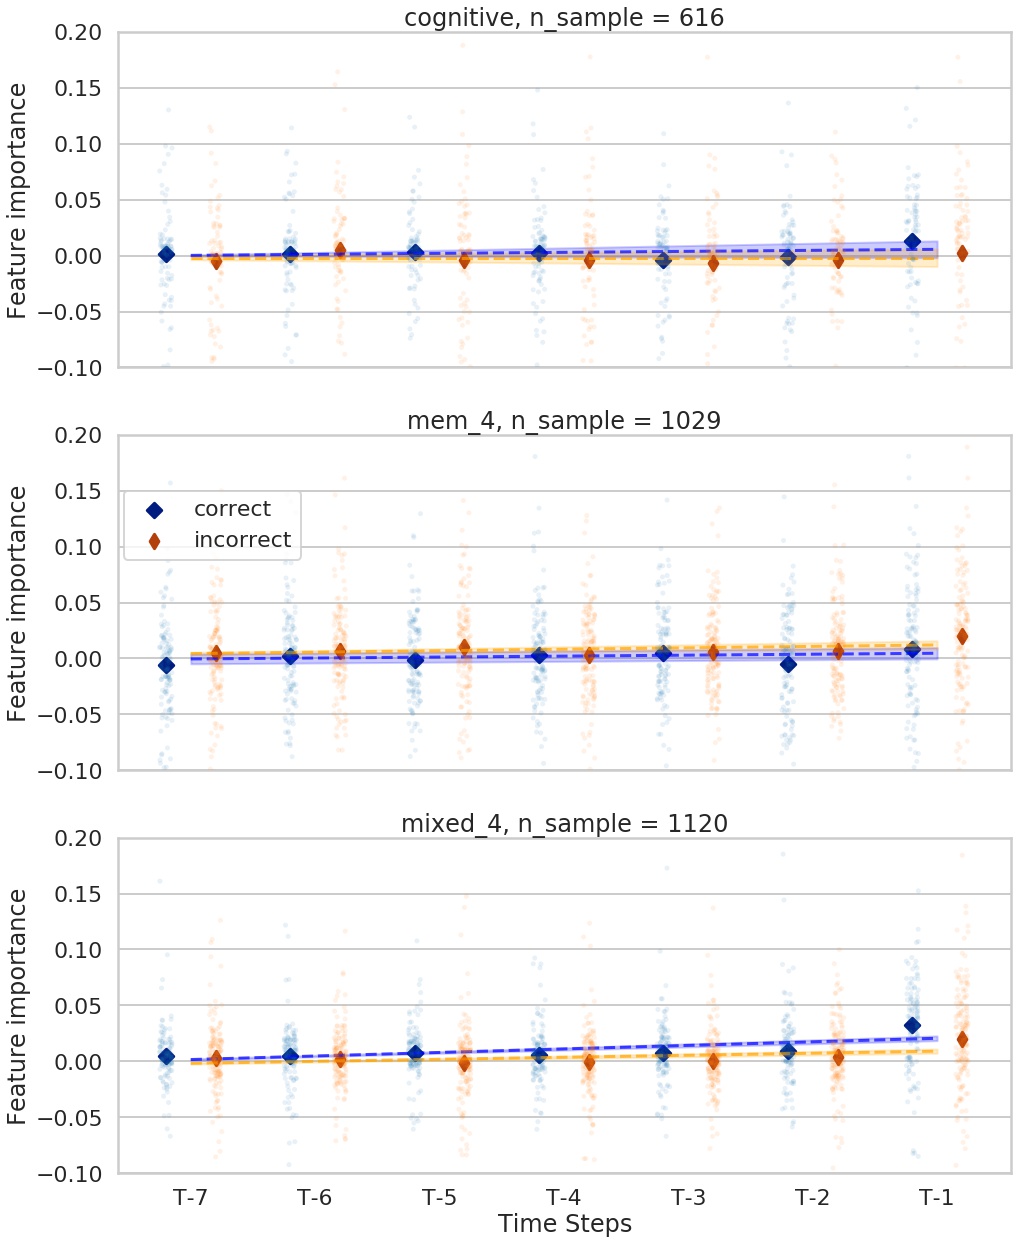 cognitive, n_sample = 616
Feature importance
0.20
0.15
0.10
0.05
0.00
−0.05
−0.10
mem_4, n_sample = 1029
Feature importance
0.20
0.15
0.10
0.05
0.00
−0.05
−0.10
correct
incorrect
mixed_4, n_sample = 1120
Feature importance
0.20
0.15
0.10
0.05
0.00
−0.05
−0.10
T-7 T-6 T-5 T-4 T-3 T-2 T-1
Time Steps